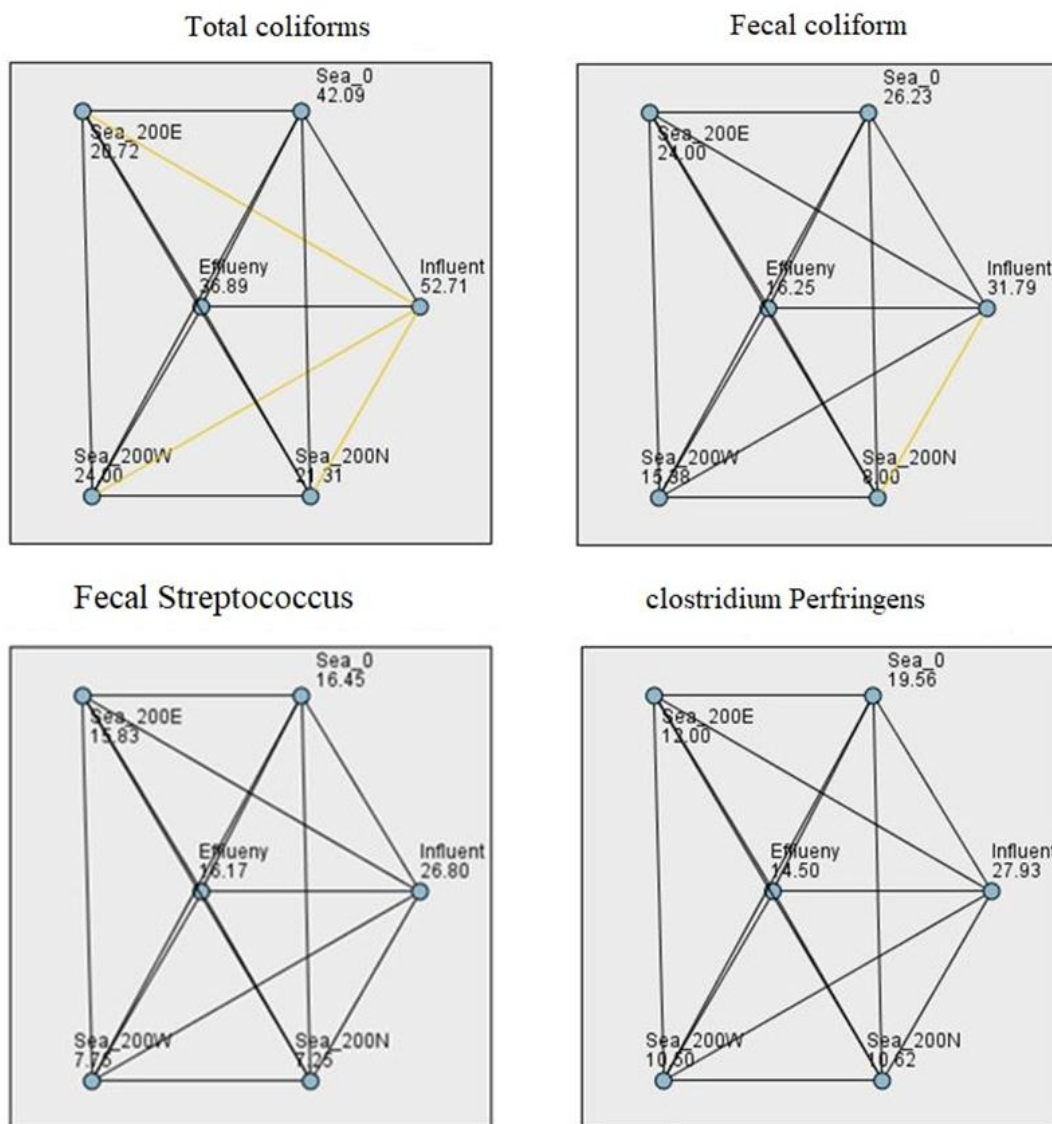 Total coliforms
Sea_0
42.09
Sea_200E
20.72
Efflueny
36.89
Influent
52.71
Sea_200W
24.00
Sea_200N
21.31
Fecal coliform
Sea_0
26.23
Sea_200E
24.00
Efflueny
16.25
Influent
31.79
Sea_200W
15.38
Sea_200N
8.00
Fecal Streptococcus
Sea_0
16.45
Sea_200E
15.83
Efflueny
16.17
Influent
26.80
Sea_200W
7.75
Sea_200N
7.25
clostridium Perfringens
Sea_0
19.56
Sea_200E
12.00
Efflueny
14.50
Influent
27.93
Sea_200W
10.50
Sea_200N
10.62